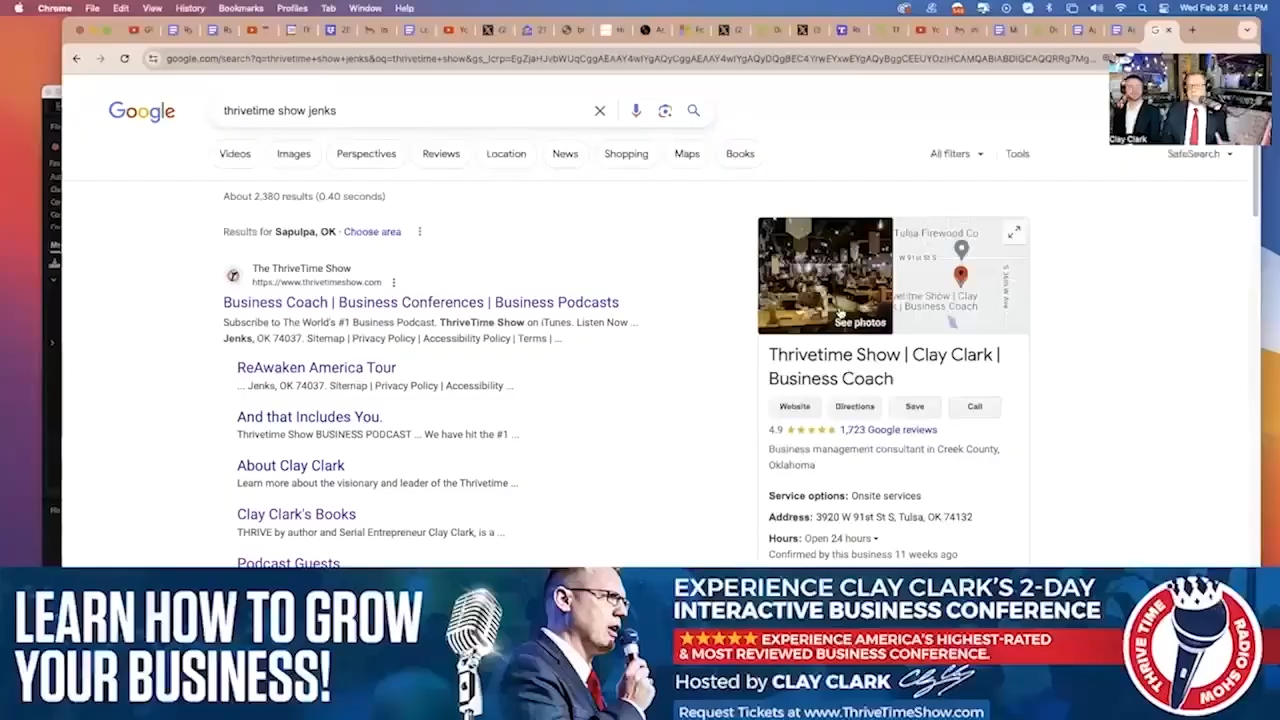 Chrome File Edit View History Bookmarks Profiles Tab Window Help
Wed Feb 28 4:14 PM
Google
thrivetime show jenks
Clay Clark
Videos Images Perspectives Reviews Location News Shopping Maps Books All filters Tools SafeSearch
About 2,380 results (0.40 seconds)
Results for Sapulpa, OK · Choose area
The ThriveTime Show
https://www.thrivetimeshow.com
Business Coach | Business Conferences | Business Podcasts
Subscribe to The World's #1 Business Podcast. ThriveTime Show on iTunes. Listen Now ...
Jenks, OK 74037. Sitemap | Privacy Policy | Accessibility Policy | Terms | ...
ReAwaken America Tour
... Jenks, OK 74037. Sitemap | Privacy Policy | Accessibility ...
And that Includes You.
Thrivetime Show BUSINESS PODCAST ... We have hit the #1 ...
About Clay Clark
Learn more about the visionary and leader of the Thrivetime ...
Clay Clark's Books
THRIVE by author and Serial Entrepreneur Clay Clark, is a ...
Podcast Guests
See photos
Tulsa Firewood Co
W 91st St S
S 36th W Ave
Show | Clay
Business Coach
Thrivetime Show | Clay Clark |
Business Coach
Website Directions Save Call
4.9 1,723 Google reviews
Business management consultant in Creek County,
Oklahoma
Service options: Onsite services
Address: 3920 W 91st St S, Tulsa, OK 74132
Hours: Open 24 hours
Confirmed by this business 11 weeks ago
LEARN HOW TO GROW
YOUR BUSINESS!
EXPERIENCE CLAY CLARK'S 2-DAY
INTERACTIVE BUSINESS CONFERENCE
EXPERIENCE AMERICA'S HIGHEST-RATED
& MOST REVIEWED BUSINESS CONFERENCE.
Hosted by CLAY CLARK
Request Tickets at www.ThriveTimeShow.com
THRIVE TIME RADIO SHOW